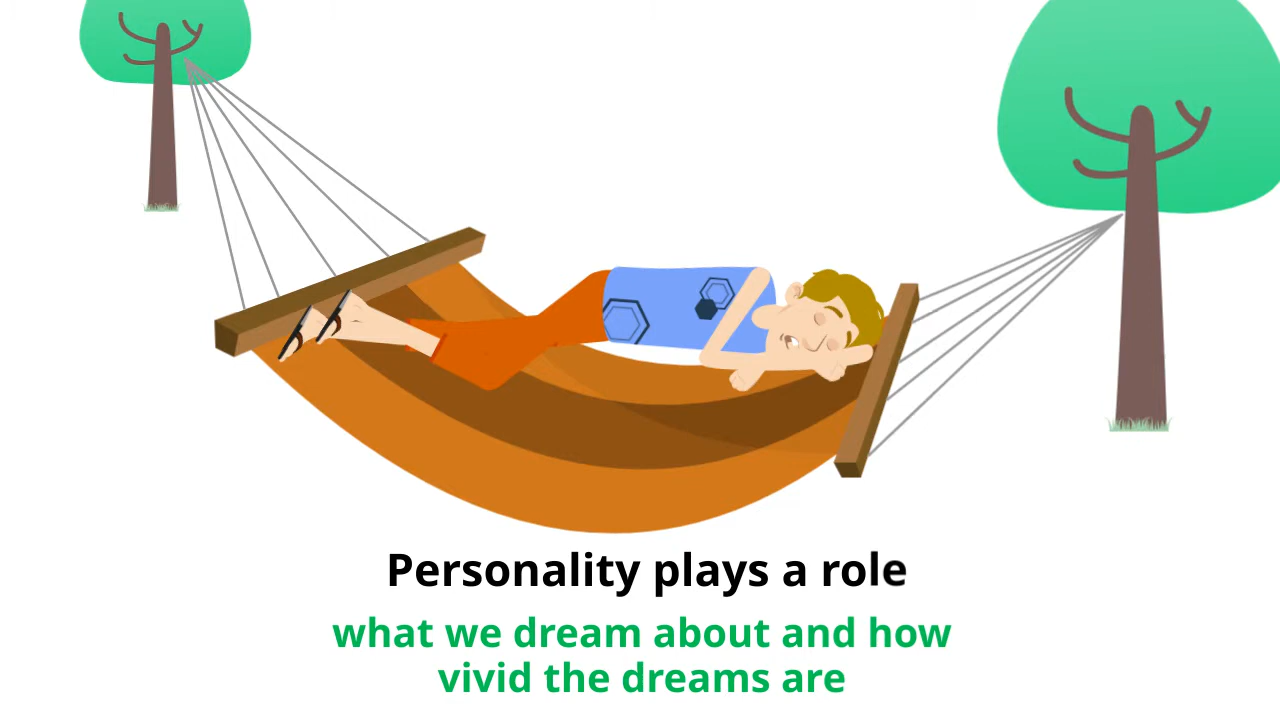 Personality plays a role
what we dream about and how
vivid the dreams are